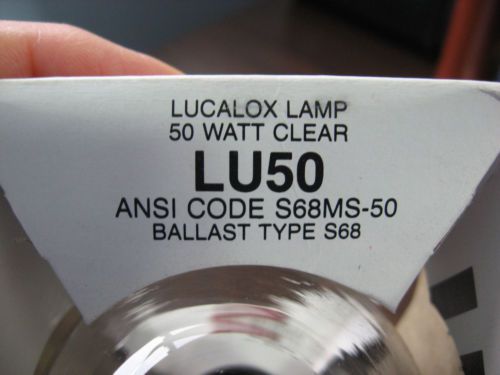 LUCALOX LAMP
50 WATT CLEAR
LU50
ANSI CODE S68MS-50
BALLAST TYPE S68